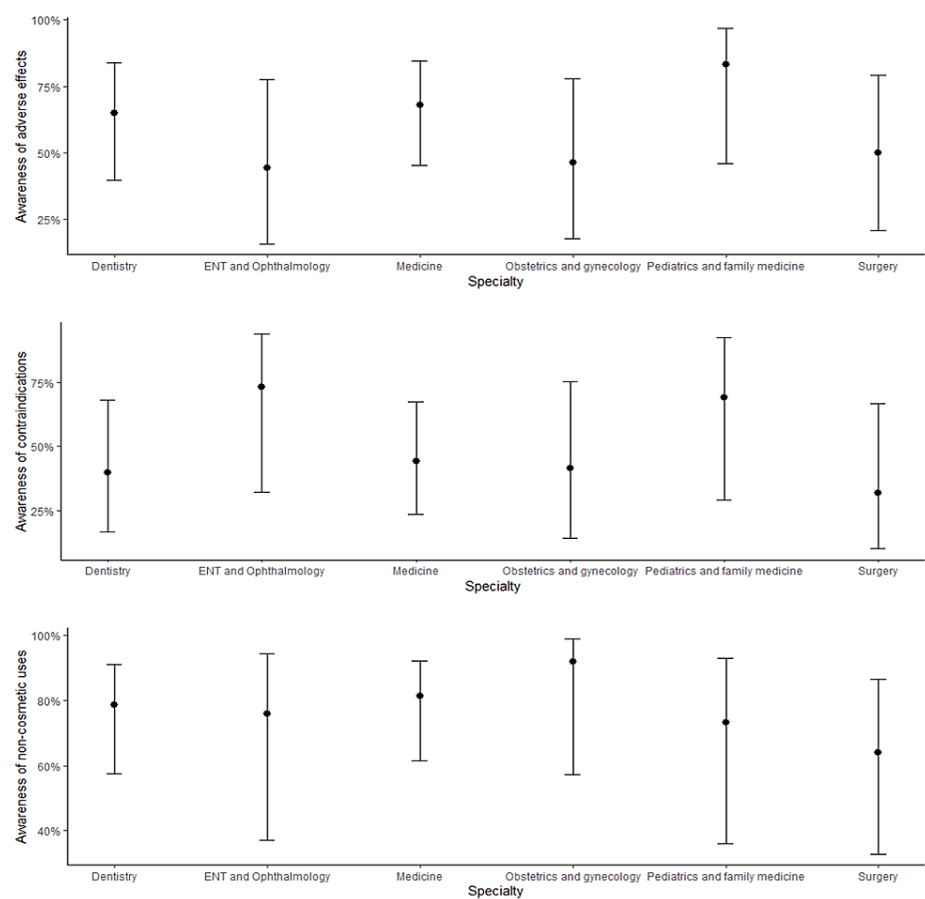 Awareness of adverse effects
100%
75%
50%
25%
Dentistry ENT and Ophthalmology Medicine Obstetrics and gynecology Pediatrics and family medicine Surgery
Specialty
Awareness of contraindications
75%
50%
25%
Dentistry ENT and Ophthalmology Medicine Obstetrics and gynecology Pediatrics and family medicine Surgery
Specialty
Awareness of non-cosmetic uses
100%
80%
60%
40%
Dentistry ENT and Ophthalmology Medicine Obstetrics and gynecology Pediatrics and family medicine Surgery
Specialty